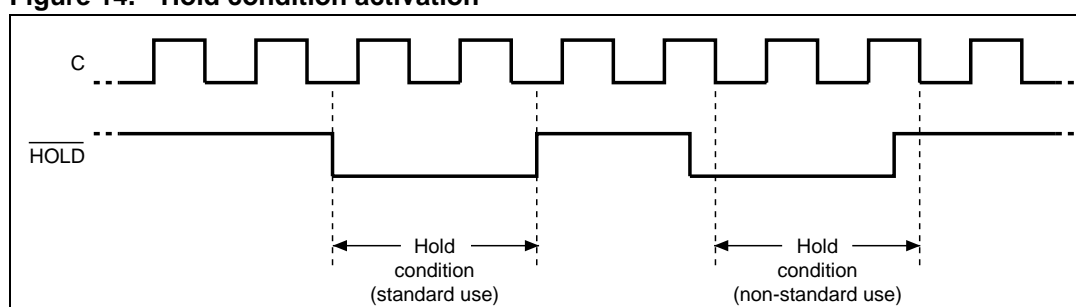 Figure 14. Hold condition activation
C
HOLD
Hold
condition
(standard use)
Hold
condition
(non-standard use)